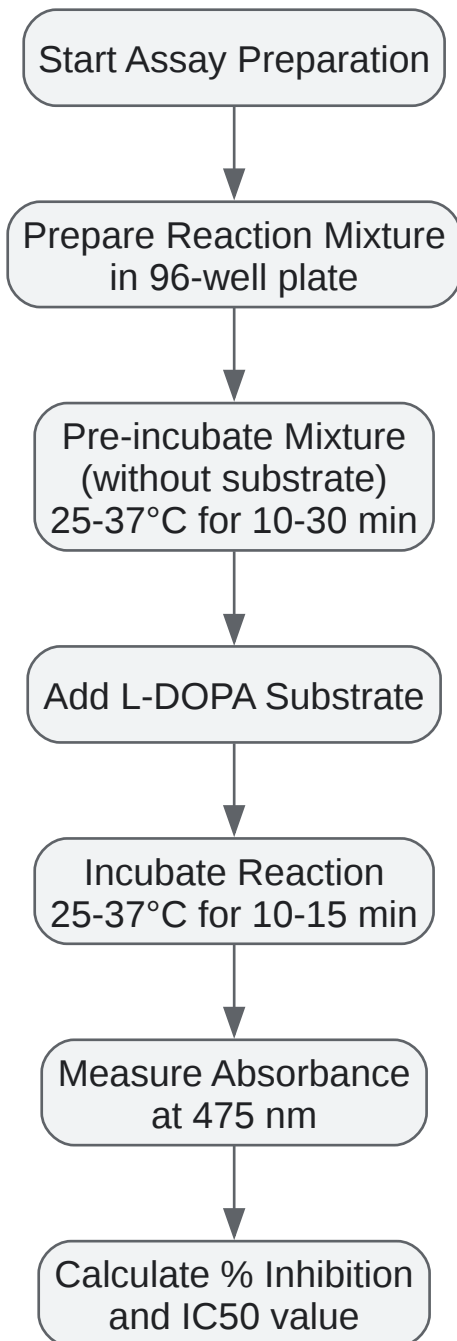 Start Assay Preparation
Prepare Reaction Mixture
in 96-well plate
Pre-incubate Mixture
(without substrate)
25-37°C for 10-30 min
Add L-DOPA Substrate
Incubate Reaction
25-37°C for 10-15 min
Measure Absorbance
at 475 nm
Calculate % Inhibition
and IC50 value